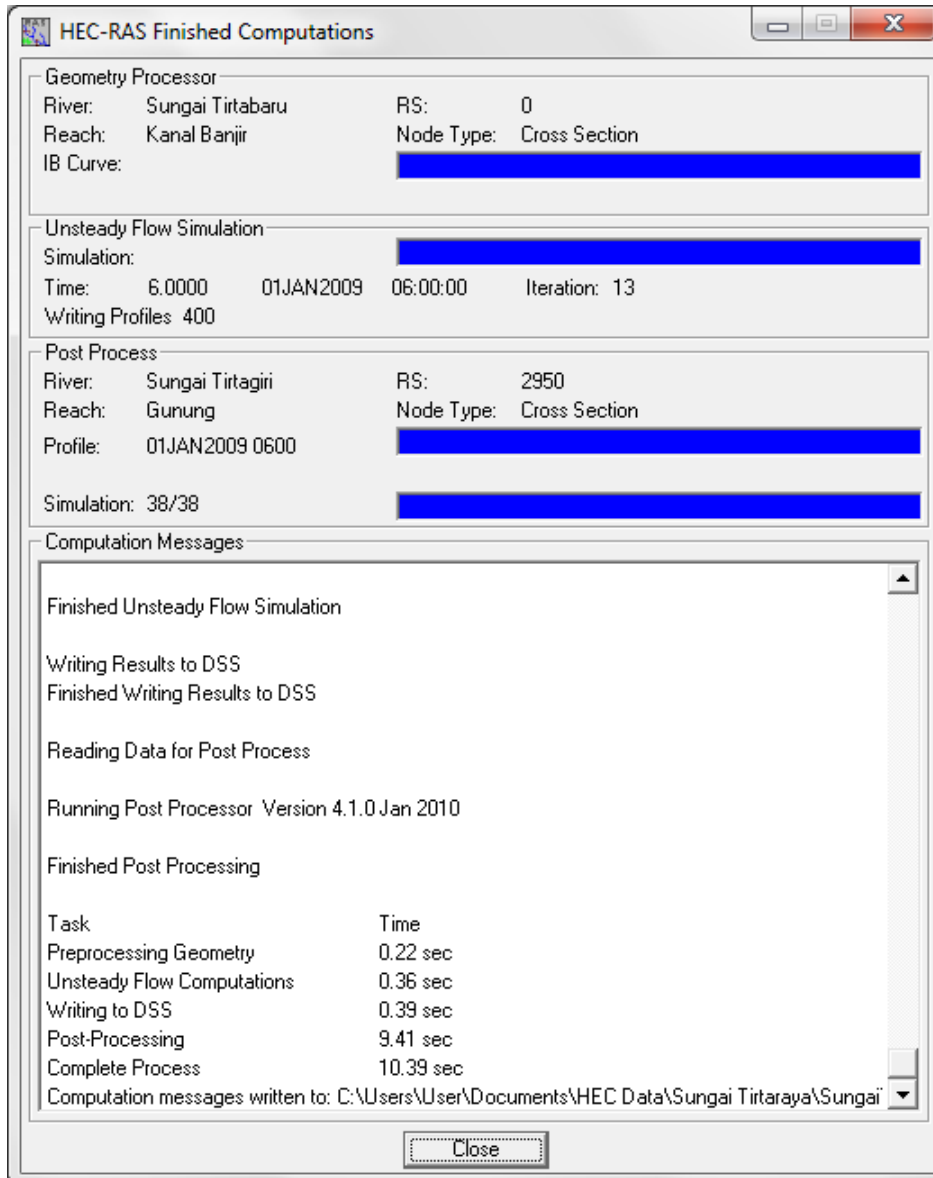 HEC-RAS Finished Computations
Geometry Processor
River: Sungai Tirtabaru RS: 0
Reach: Kanal Banjir Node Type: Cross Section
IB Curve:
Unsteady Flow Simulation
Simulation:
Time: 6.0000 01JAN2009 06:00:00 Iteration: 13
Writing Profiles 400
Post Process
River: Sungai Tirtagiri RS: 2950
Reach: Gunung Node Type: Cross Section
Profile: 01JAN2009 0600
Simulation: 38/38
Computation Messages
Finished Unsteady Flow Simulation
Writing Results to DSS
Finished Writing Results to DSS
Reading Data for Post Process
Running Post Processor Version 4.1.0 Jan 2010
Finished Post Processing
Task Time
Preprocessing Geometry 0.22 sec
Unsteady Flow Computations 0.36 sec
Writing to DSS 0.39 sec
Post-Processing 9.41 sec
Complete Process 10.39 sec
Computation messages written to: C:\Users\User\Documents\HEC Data\Sungai Tirtaraya\Sungai
Close